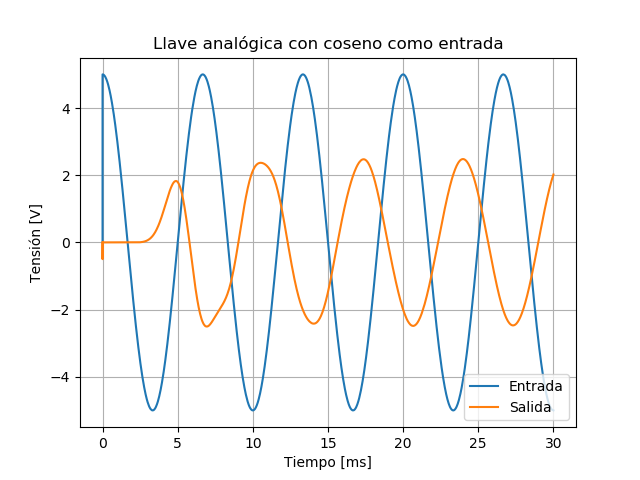 Llave analógica con coseno como entrada
Tensión [V]
4
2
0
−2
−4
0
5
10
15
20
25
30
Tiempo [ms]
Entrada
Salida